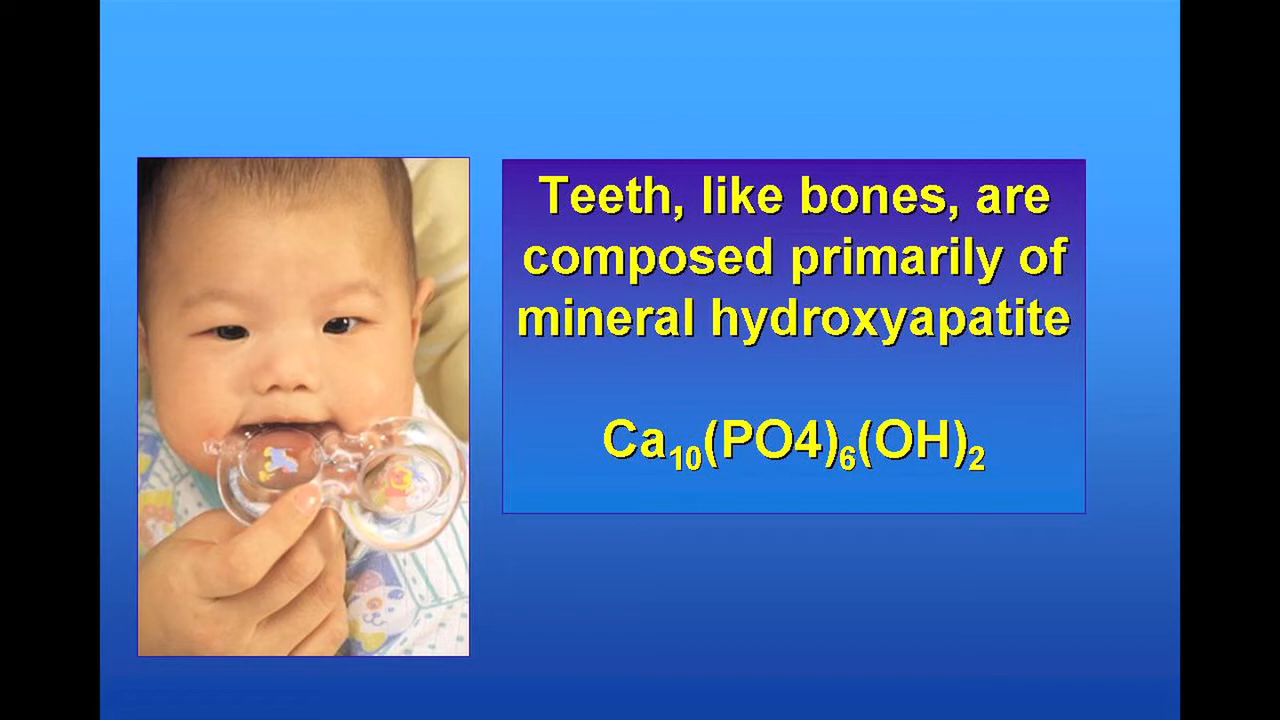 Teeth, like bones, are
composed primarily of
mineral hydroxyapatite
Ca₁₀(PO4)₆(OH)₂